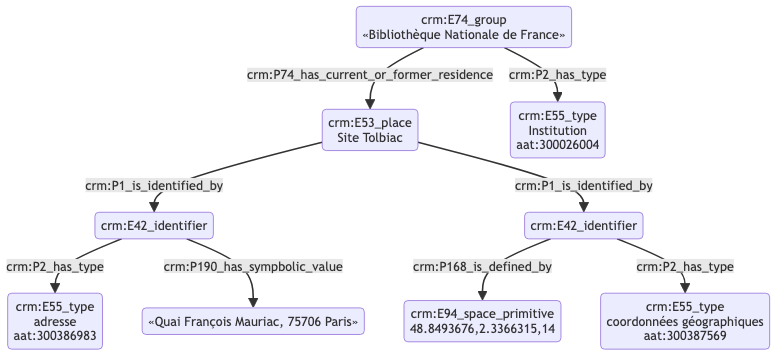 crm:E74_group
«Bibliothèque Nationale de France»
crm:P74_has_current_or_former_residence
crm:P2_has_type
crm:E53_place
Site Tolbiac
crm:E55_type
Institution
aat:300026004
crm:P1_is_identified_by
crm:P1_is_identified_by
crm:E42_identifier
crm:E42_identifier
crm:P2_has_type
crm:P190_has_sympbolic_value
crm:P168_is_defined_by
crm:P2_has_type
crm:E55_type
adresse
aat:300386983
«Quai François Mauriac, 75706 Paris»
crm:E94_space_primitive
48.8493676,2.3366315,14
crm:E55_type
coordonnées géographiques
aat:300387569